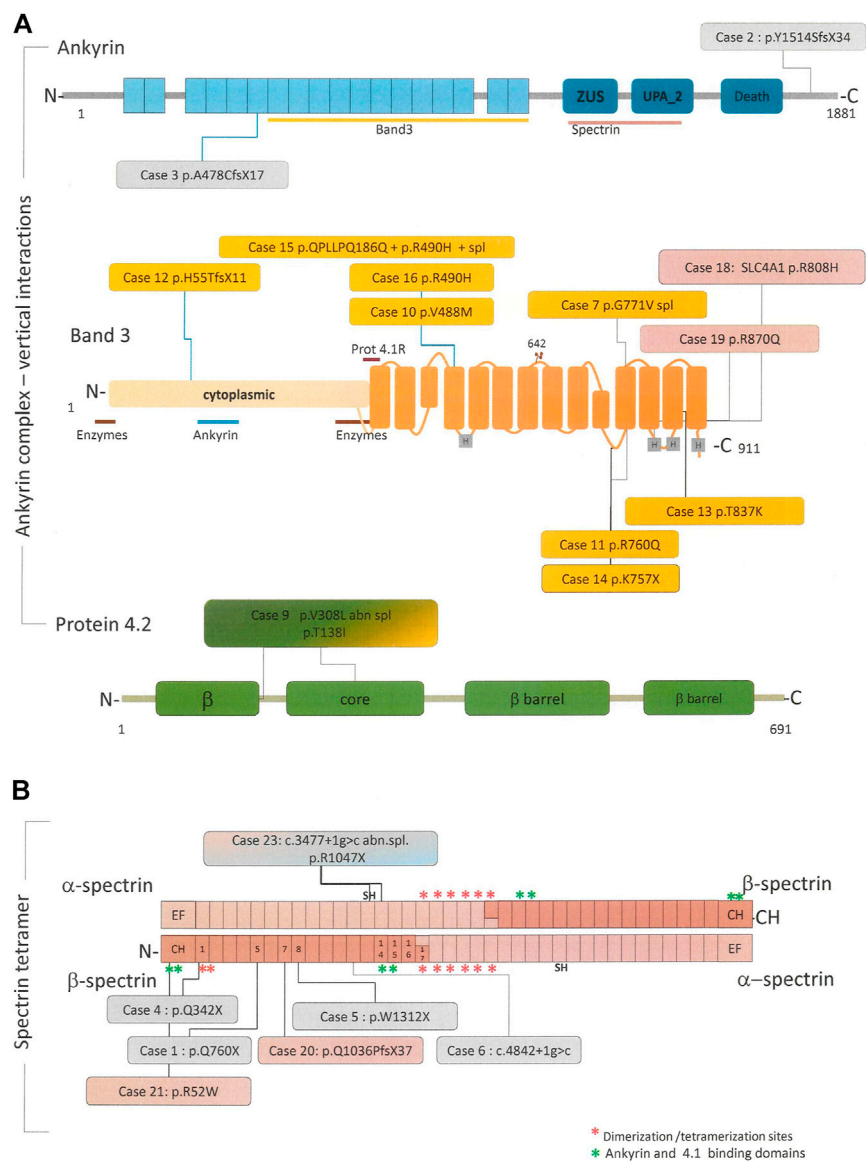 A
Ankyrin complex – vertical interactions
Ankyrin
Case 2 : p.Y1514SfsX34
N-
ZUS
UPA_2
Death
-C
1
1881
Band3
Spectrin
Case 3 p.A478CfsX17
Case 15 p.QPLLPQ186Q + p.R490H + spl
Case 12 p.H55TfsX11
Case 16 p.R490H
Case 18: SLC4A1 p.R808H
Case 10 p.V488M
Case 7 p.G771V spl
Band 3
Case 19 p.R870Q
Prot 4.1R
642
N-
cytoplasmic
1
Enzymes
Ankyrin
Enzymes
H
H
H
H
-C 911
Case 13 p.T837K
Case 11 p.R760Q
Case 14 p.K757X
Protein 4.2
Case 9 p.V308L abn spl
p.T138I
N-
β
core
β barrel
β barrel
-C
1
691
B
Spectrin tetramer
Case 23: c.3477+1g>c abn.spl.
p.R1047X
α-spectrin
SH
* * * * * *
* *
* *
β-spectrin
EF
CH
-CH
N-
CH
1
5
7
8
14
15
16
17
EF
* *
* *
* *
* * * * * *
SH
β-spectrin
α-spectrin
Case 4 : p.Q342X
Case 5 : p.W1312X
Case 1 : p.Q760X
Case 20: p.Q1036PfsX37
Case 6 : c.4842+1g>c
Case 21: p.R52W
* Dimerization /tetramerization sites
* Ankyrin and 4.1 binding domains